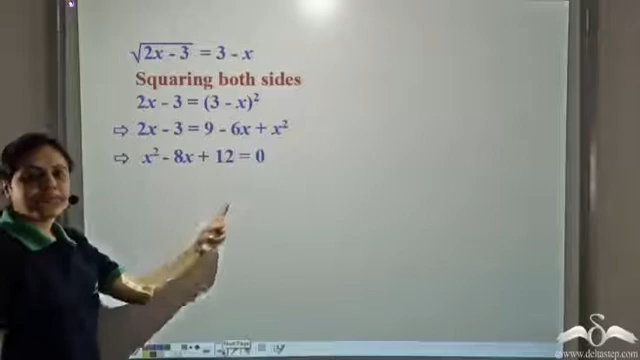 √2x - 3 = 3 - x
Squaring both sides
2x - 3 = (3 - x)²
⇨ 2x - 3 = 9 - 6x + x²
⇨ x² - 8x + 12 = 0
©www.deltastep.com